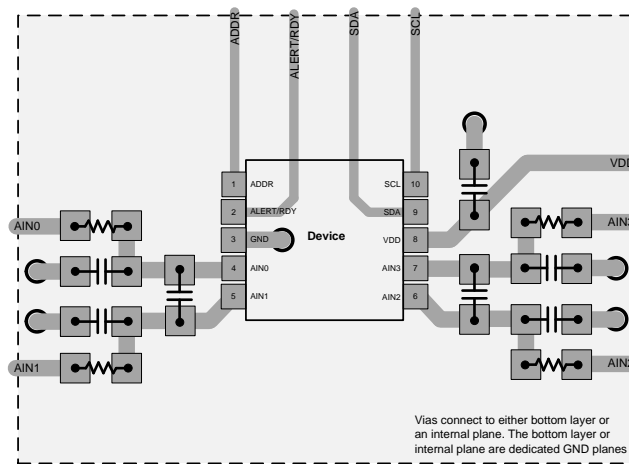 ADDR
ALERT/RDY
SDA
SCL
VDD
1 ADDR
SCL 10
2 ALERT/RDY
SDA 9
3 GND
Device
VDD 8
4 AIN0
AIN3 7
5 AIN1
AIN2 6
AIN0
AIN1
Vias connect to either bottom layer or
an internal plane. The bottom layer or
internal plane are dedicated GND planes